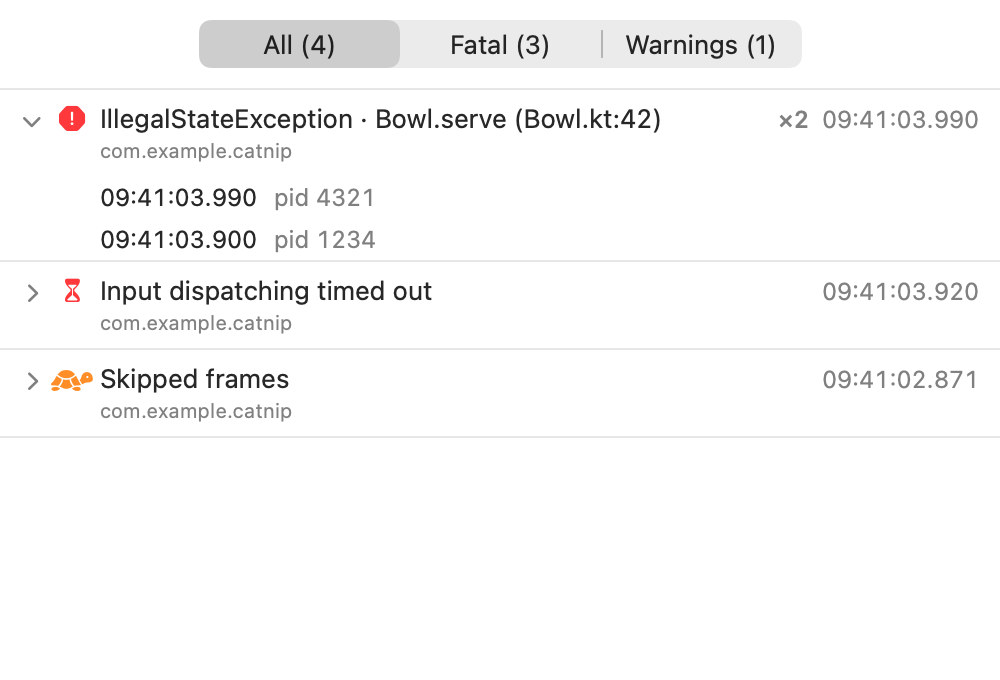 All (4) Fatal (3) Warnings (1)
IllegalStateException · Bowl.serve (Bowl.kt:42) ×2 09:41:03.990
com.example.catnip
09:41:03.990 pid 4321
09:41:03.900 pid 1234
Input dispatching timed out 09:41:03.920
com.example.catnip
Skipped frames 09:41:02.871
com.example.catnip